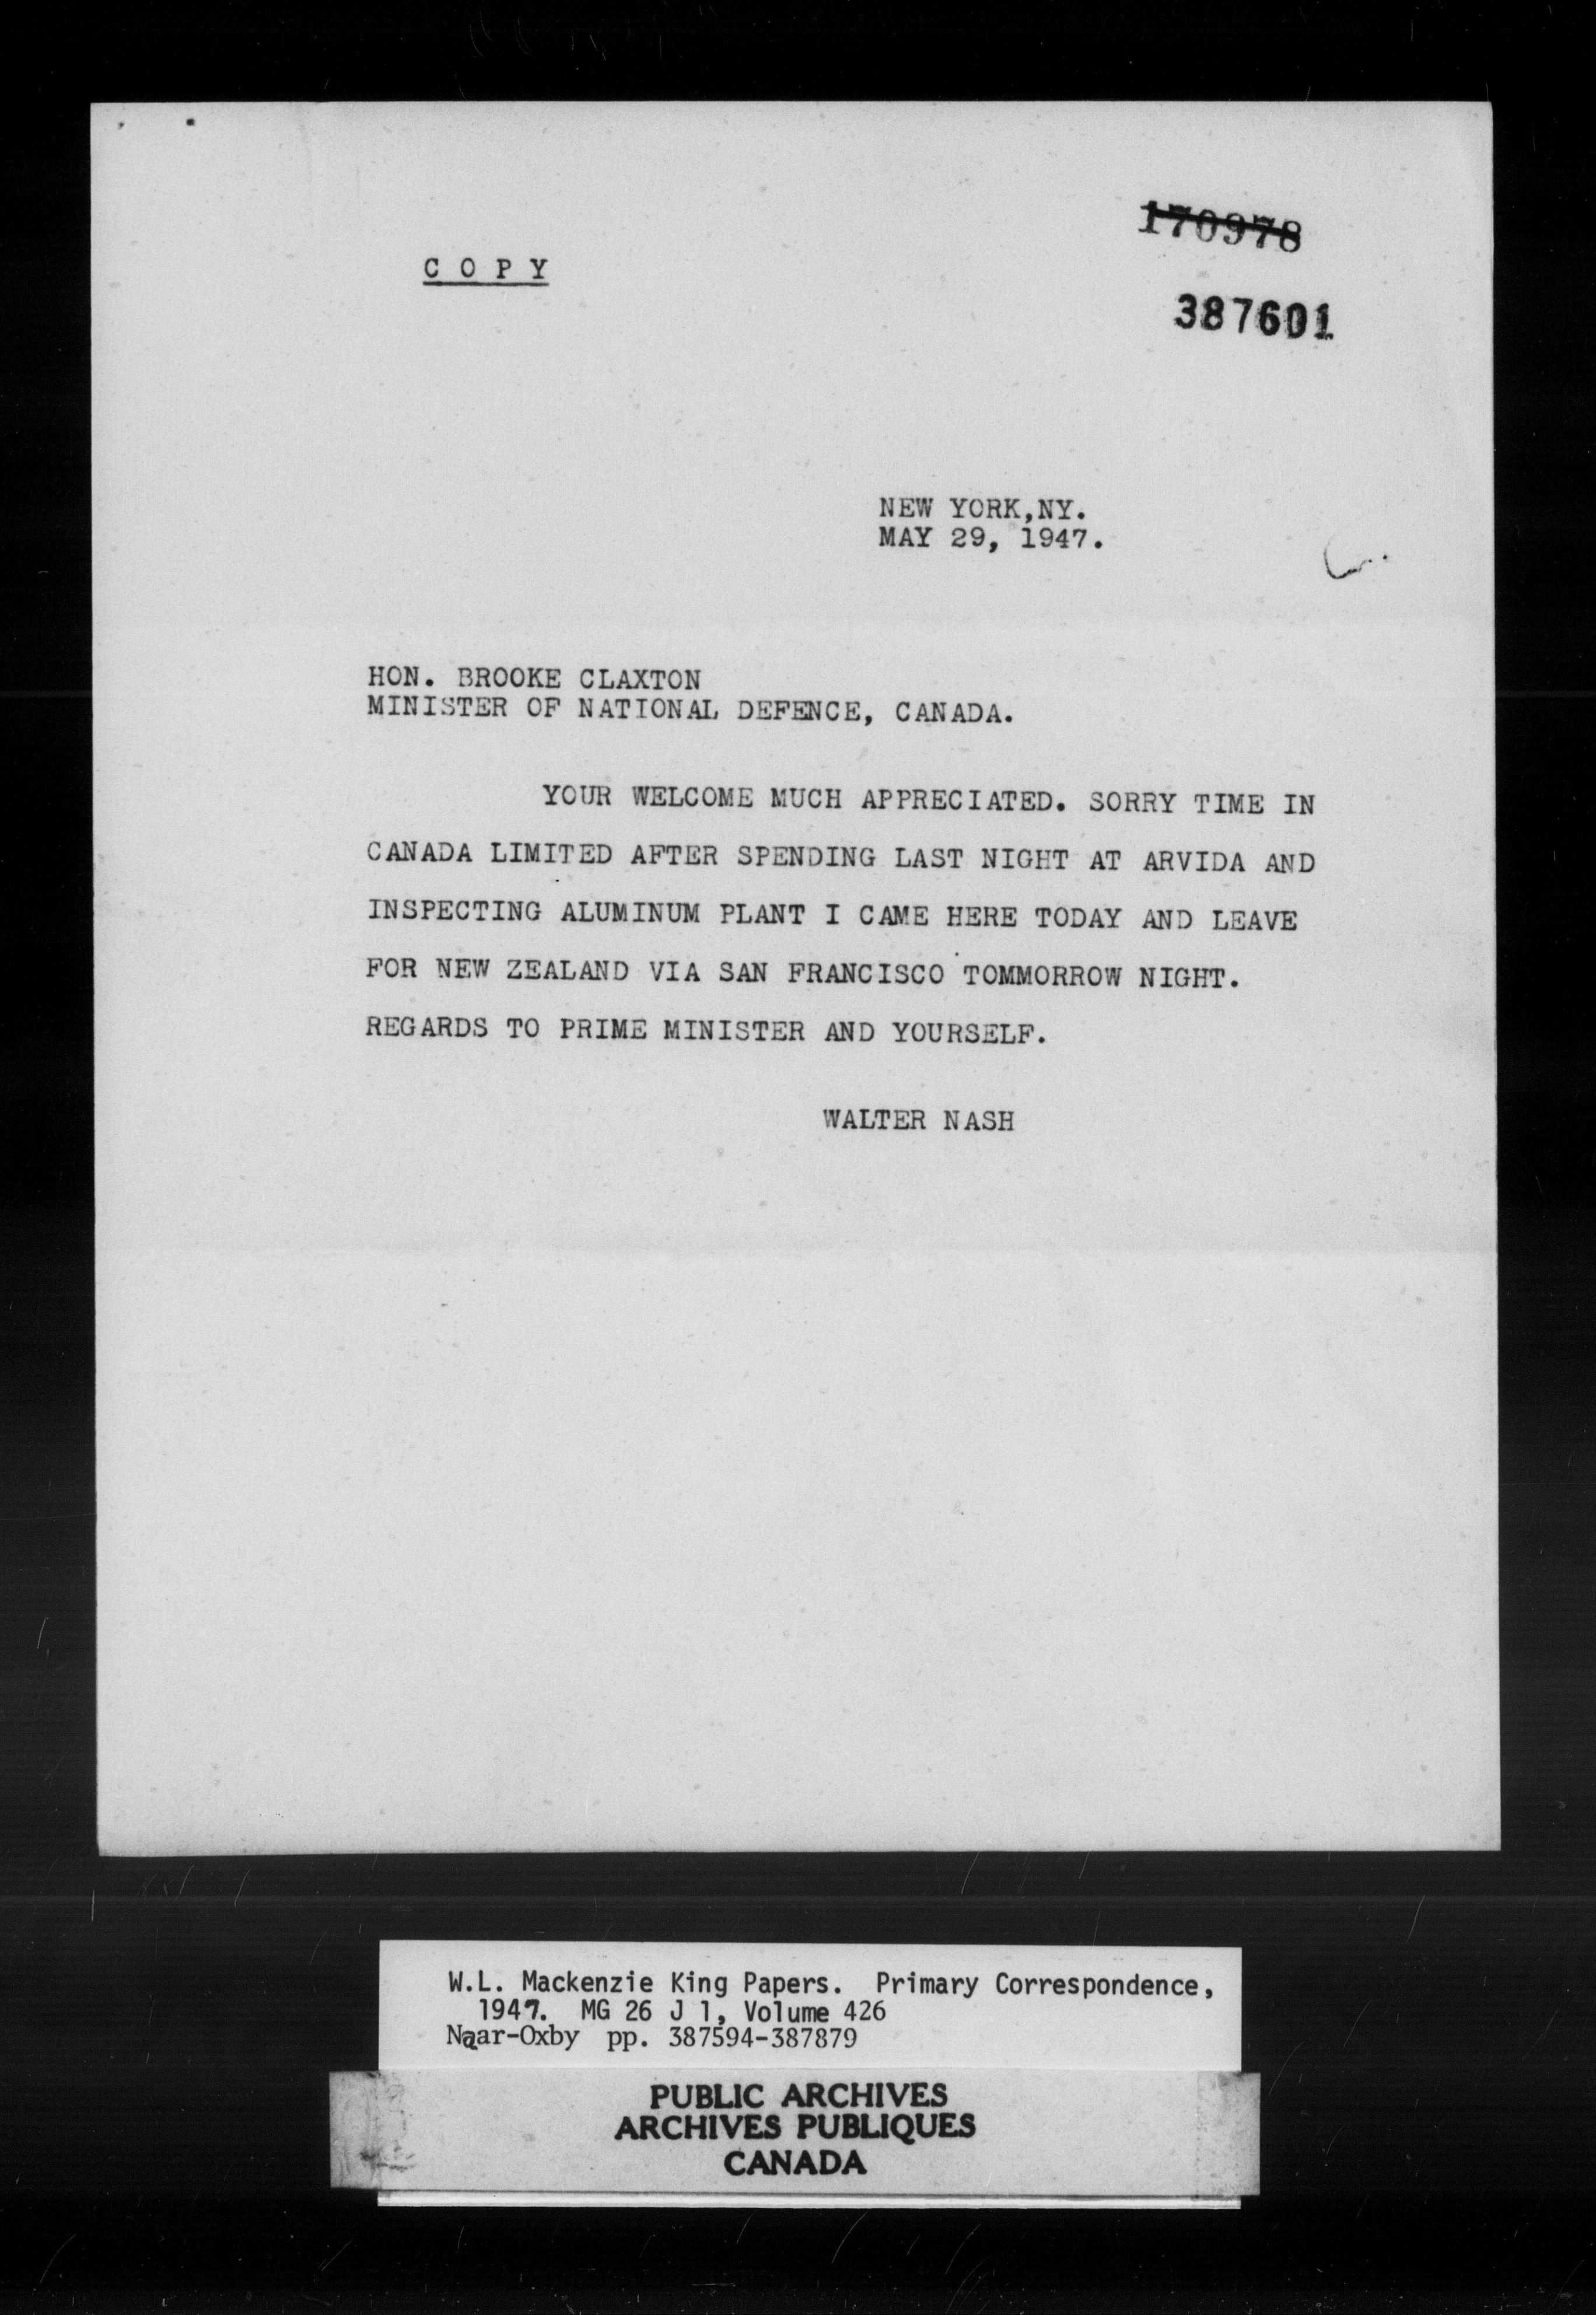 170978
C O P Y
387601
NEW YORK,NY.
MAY 29, 1947.
HON. BROOKE CLAXTON
MINISTER OF NATIONAL DEFENCE, CANADA.
YOUR WELCOME MUCH APPRECIATED. SORRY TIME IN
CANADA LIMITED AFTER SPENDING LAST NIGHT AT ARVIDA AND
INSPECTING ALUMINUM PLANT I CAME HERE TODAY AND LEAVE
FOR NEW ZEALAND VIA SAN FRANCISCO TOMMORROW NIGHT.
REGARDS TO PRIME MINISTER AND YOURSELF.
WALTER NASH
W.L. Mackenzie King Papers. Primary Correspondence,
1947. MG 26 J 1, Volume 426
Naar-Oxby pp. 387594-387879
PUBLIC ARCHIVES
ARCHIVES PUBLIQUES
CANADA